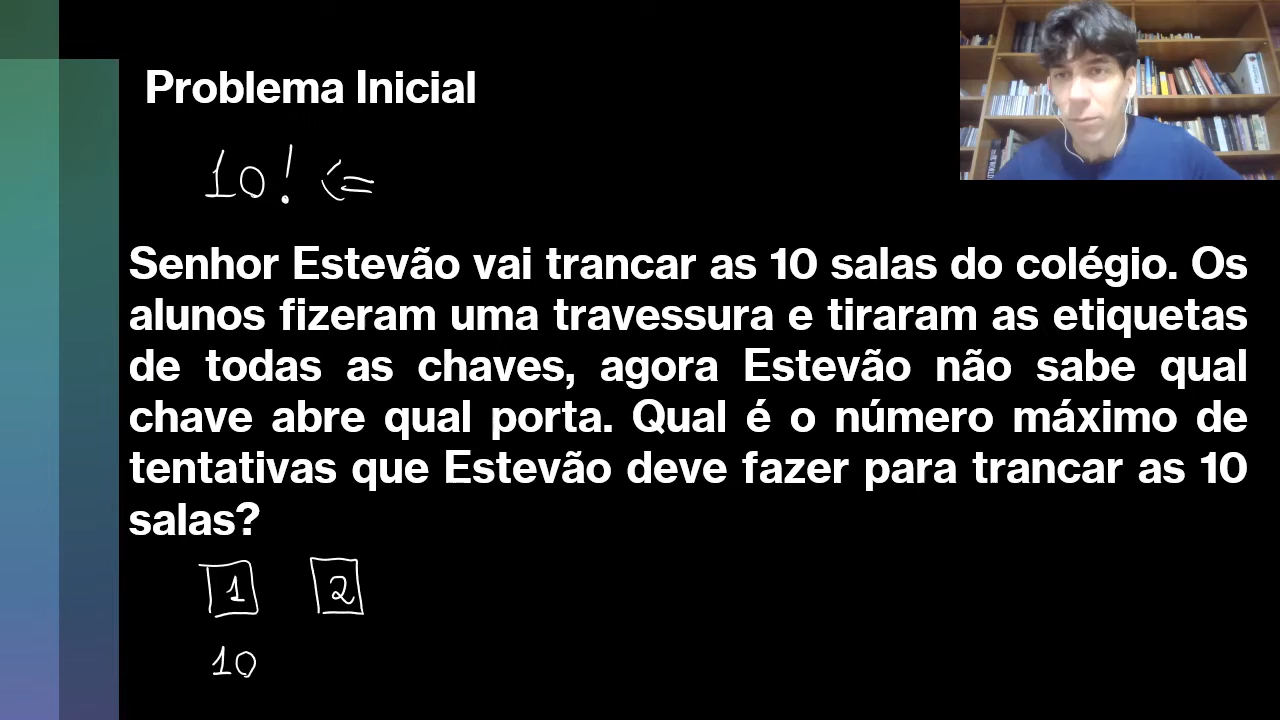 Problema Inicial
10! <=
Senhor Estevão vai trancar as 10 salas do colégio. Os
alunos fizeram uma travessura e tiraram as etiquetas
de todas as chaves, agora Estevão não sabe qual
chave abre qual porta. Qual é o número máximo de
tentativas que Estevão deve fazer para trancar as 10
salas?
1 2
10